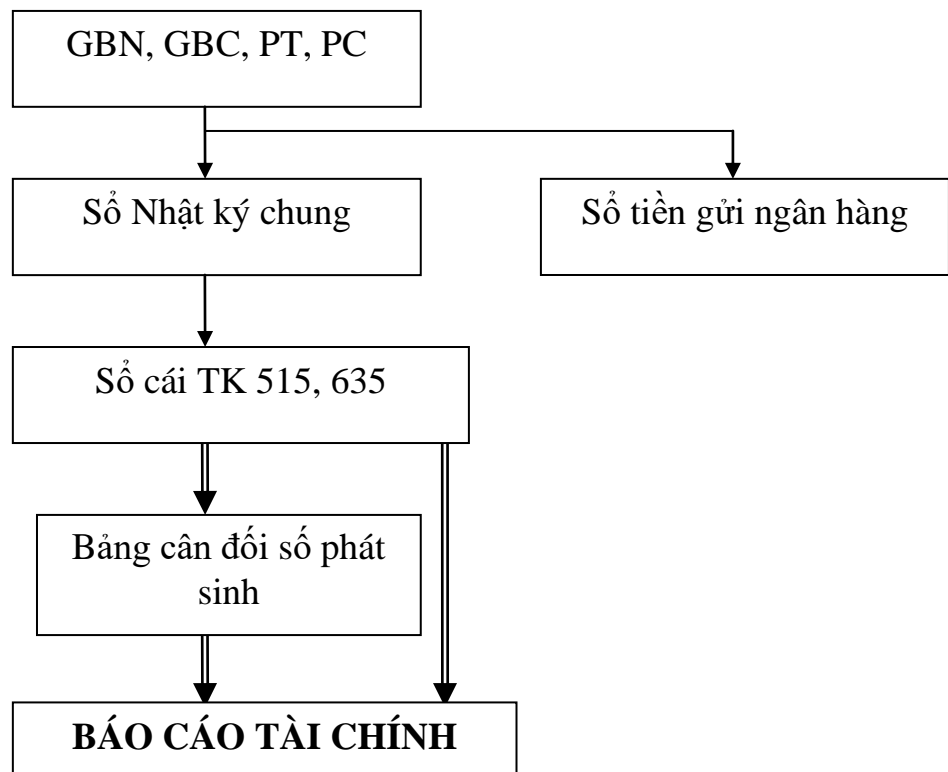 GBN, GBC, PT, PC
Sổ Nhật ký chung
Sổ tiền gửi ngân hàng
Sổ cái TK 515, 635
Bảng cân đối số phát
sinh
BÁO CÁO TÀI CHÍNH